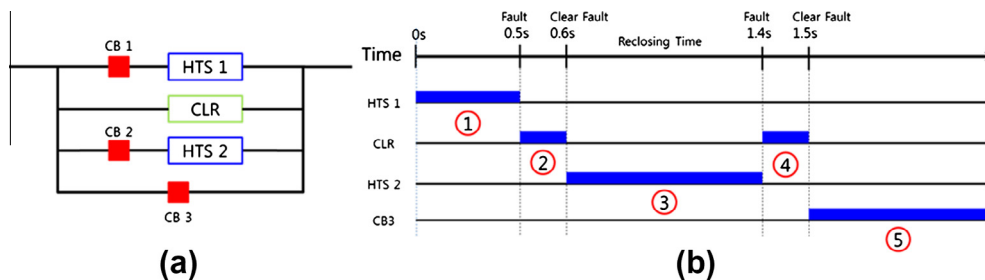 CB 1
HTS 1
CLR
CB 2
HTS 2
CB 3
(a)
Fault Clear Fault Fault Clear Fault
0s 0.5s 0.6s Reclosing Time 1.4s 1.5s
Time
HTS 1
①
CLR
② ④
HTS 2
③
CB3
⑤
(b)